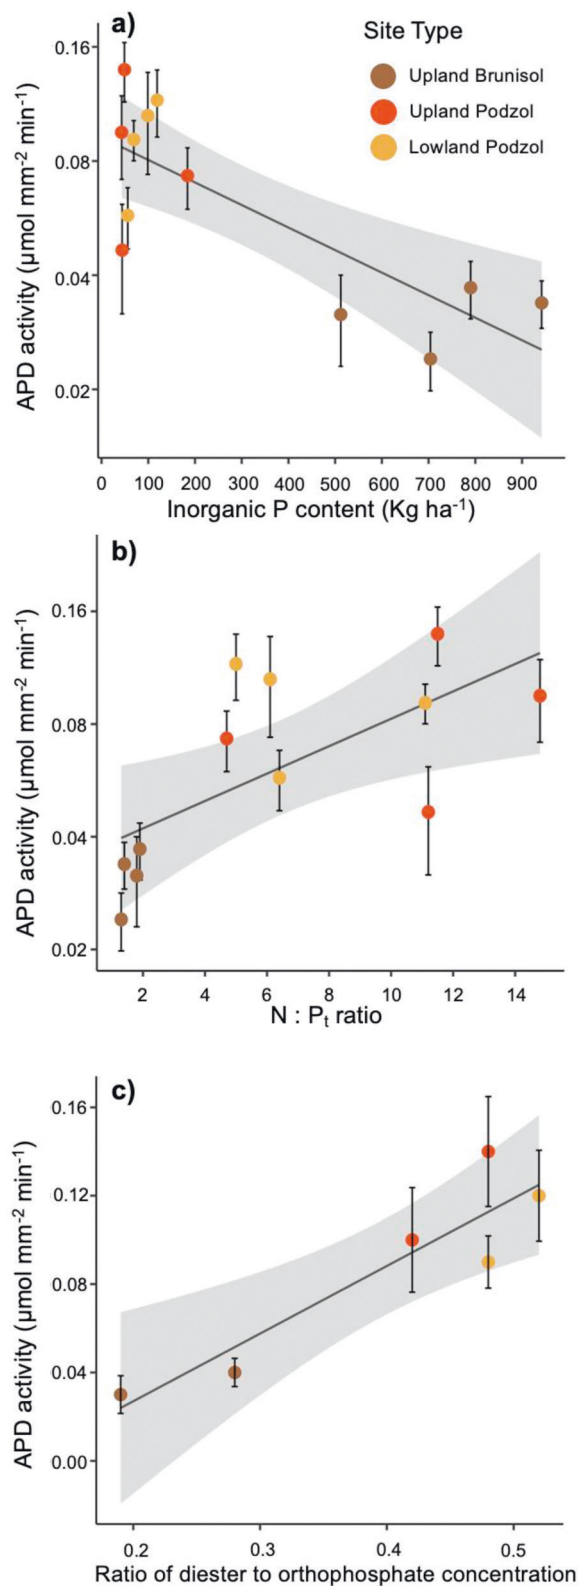 a)
Site Type
Upland Brunisol
Upland Podzol
Lowland Podzol
0.16
0.08
0.04
0.02
APD activity (µmol mm⁻² min⁻¹)
0 100 200 300 400 500 600 700 800 900
Inorganic P content (Kg ha⁻¹)
b)
0.16
0.08
0.04
0.02
APD activity (µmol mm⁻² min⁻¹)
2 4 6 8 10 12 14
N : Pₜ ratio
c)
0.16
0.12
0.08
0.04
0.00
APD activity (µmol mm⁻² min⁻¹)
0.2 0.3 0.4 0.5
Ratio of diester to orthophosphate concentration